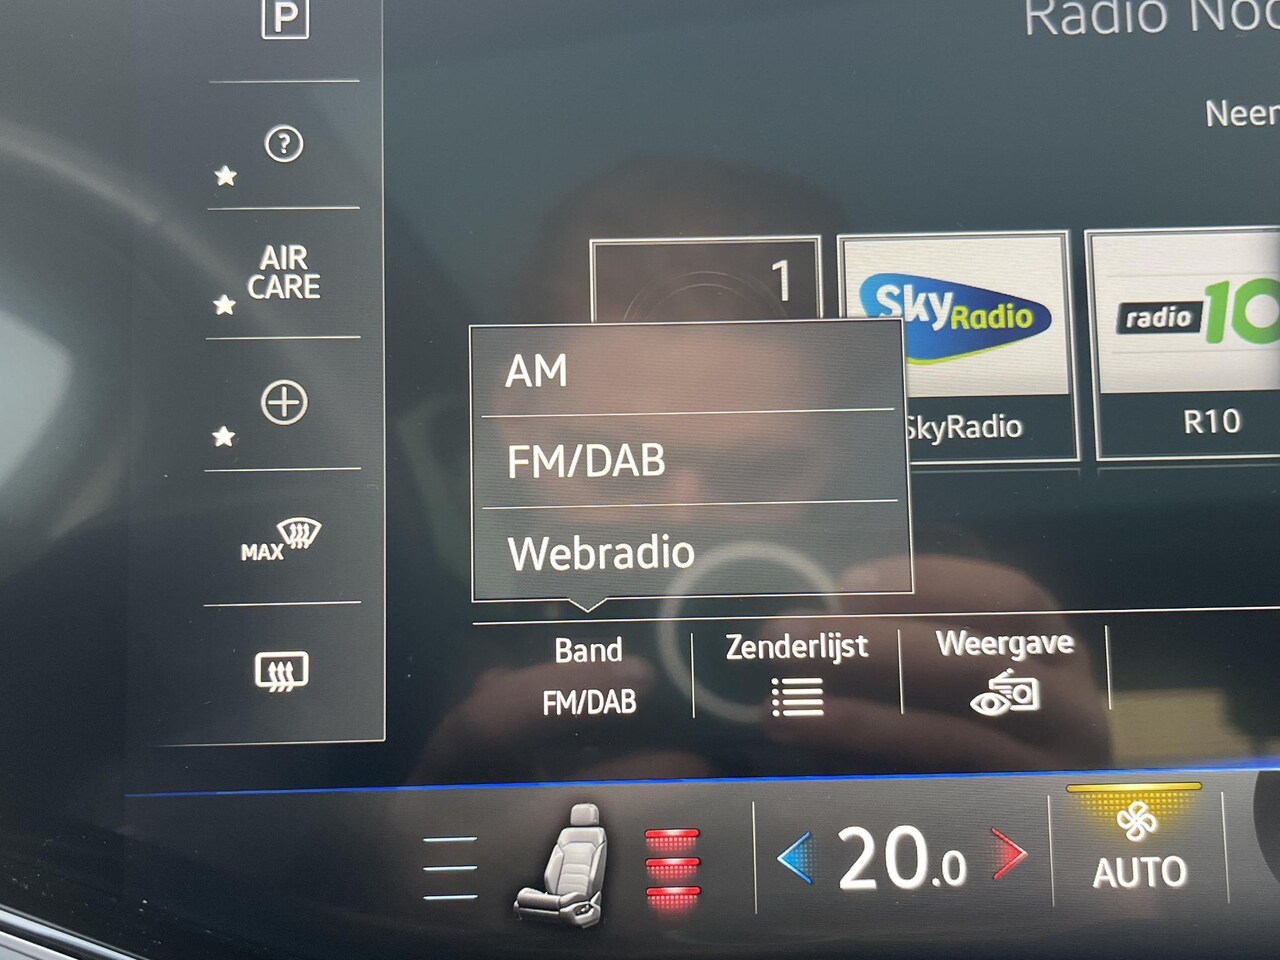 P
Radio Noo
Neem
?
AIR
CARE
1
Sky Radio
radio 10
AM
SkyRadio
R10
FM/DAB
Webradio
MAX
Band
Zenderlijst
Weergave
FM/DAB
20.0
AUTO